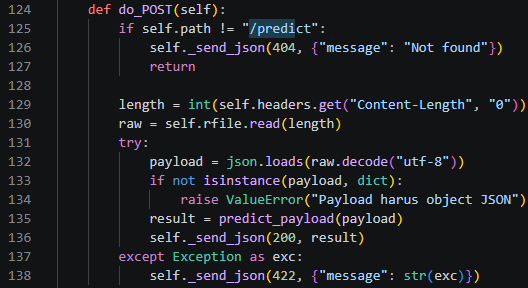 124 def do_POST(self):
125 if self.path != "/predict":
126 self._send_json(404, {"message": "Not found"})
127 return
128
129 length = int(self.headers.get("Content-Length", "0"))
130 raw = self.rfile.read(length)
131 try:
132 payload = json.loads(raw.decode("utf-8"))
133 if not isinstance(payload, dict):
134 raise ValueError("Payload harus object JSON")
135 result = predict_payload(payload)
136 self._send_json(200, result)
137 except Exception as exc:
138 self._send_json(422, {"message": str(exc)})